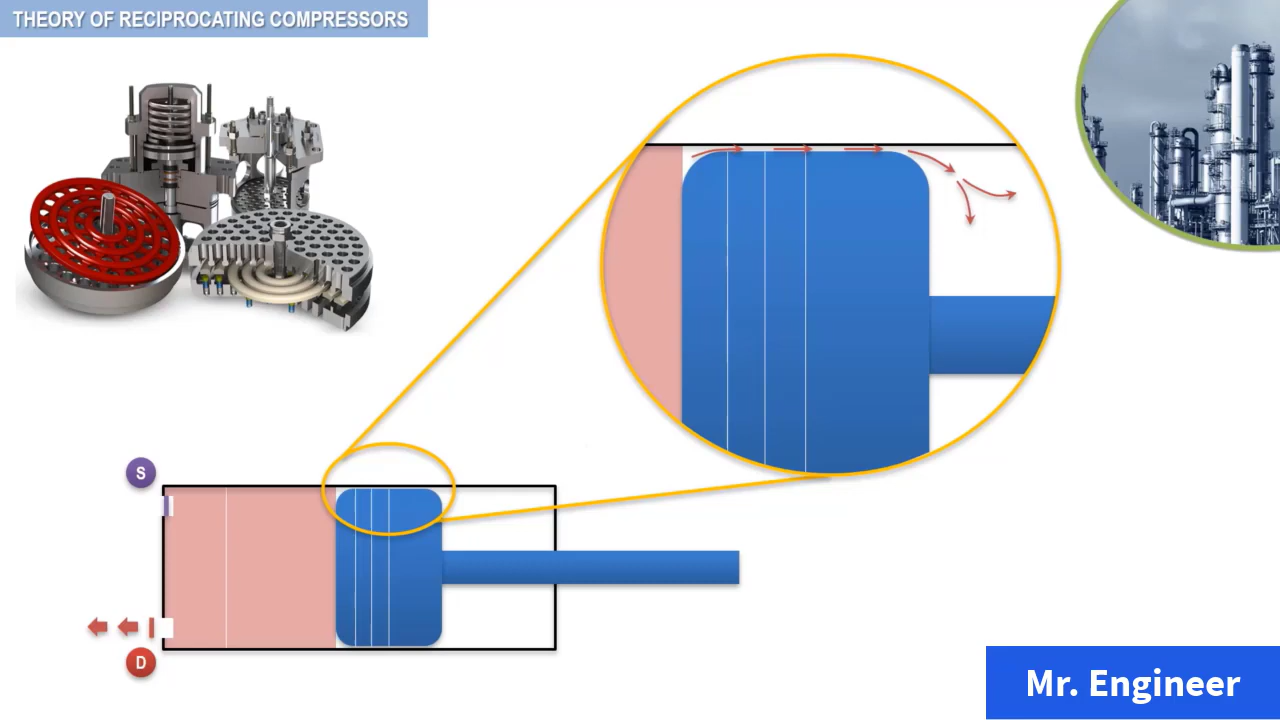 THEORY OF RECIPROCATING COMPRESSORS
S
D
Mr. Engineer